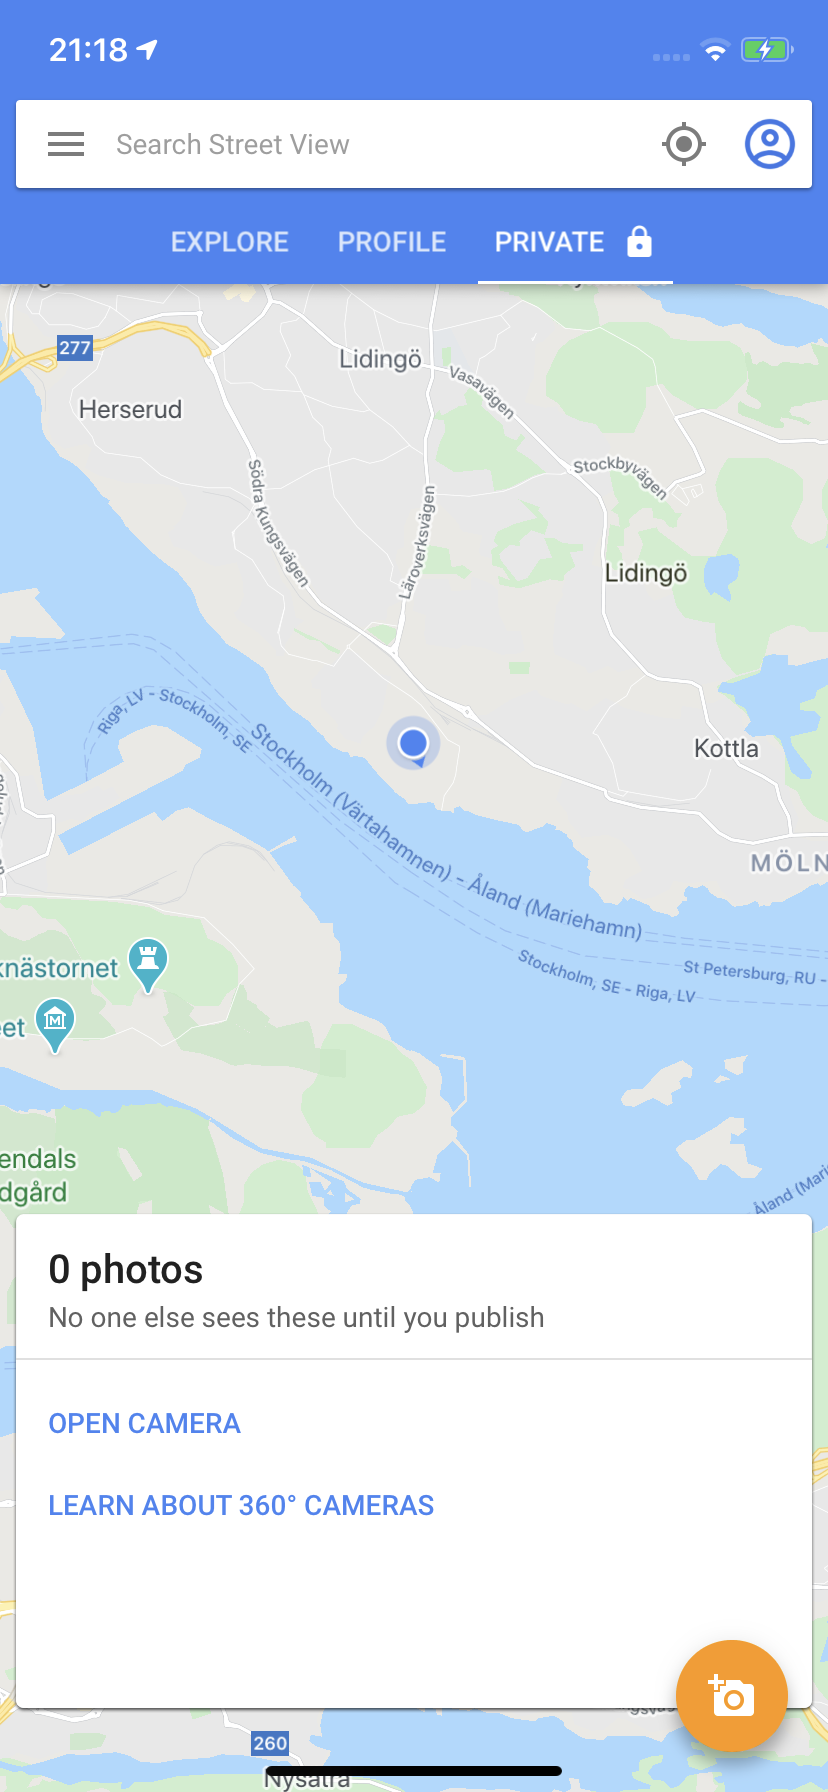 21:18
Search Street View
EXPLORE
PROFILE
PRIVATE
277
Lidingö
Vasavägen
Herserud
Södra Kungsvägen
Stockbyvägen
Läroverksvägen
Lidingö
Riga, LV - Stockholm, SE
Stockholm (Värtahamnen) - Åland (Mariehamn)
Kottla
MÖLN
knästornet
Stockholm, SE - Riga, LV
St Petersburg, RU -
eet
M
endals
dgård
Åland (Mari
0 photos
No one else sees these until you publish
OPEN CAMERA
LEARN ABOUT 360° CAMERAS
260
Nysätra